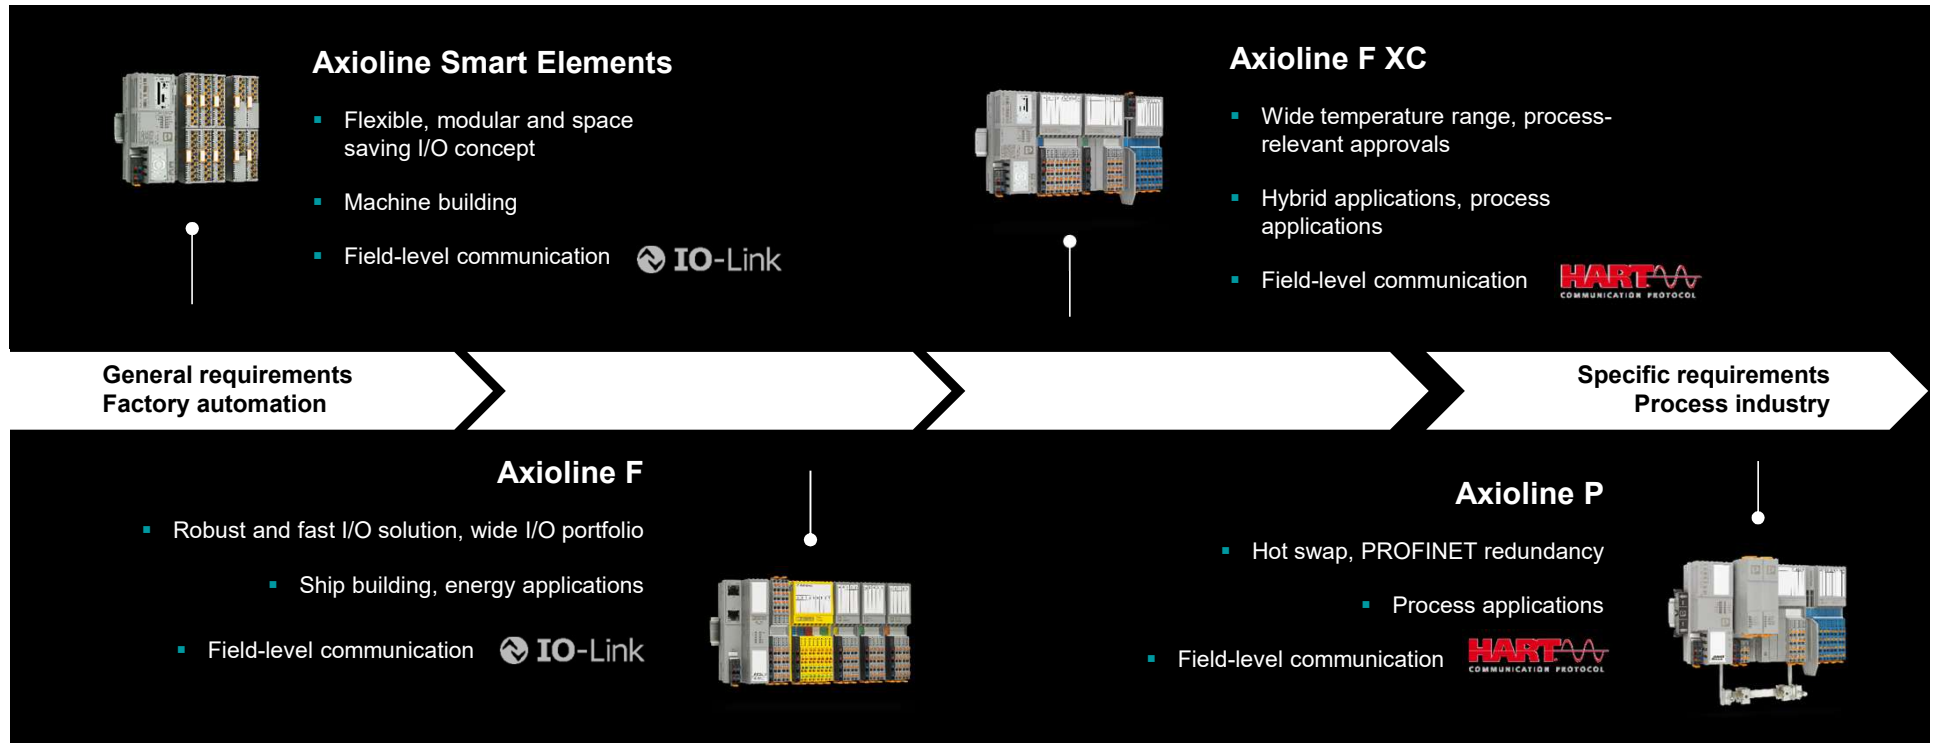 Axioline Smart Elements
Flexible, modular and space
saving I/O concept
Machine building
Field-level communication
IO-Link
Axioline F XC
Wide temperature range, process-
relevant approvals
Hybrid applications, process
applications
Field-level communication
HART
COMMUNICATION PROTOCOL
General requirements
Factory automation
Specific requirements
Process industry
Axioline F
Robust and fast I/O solution, wide I/O portfolio
Ship building, energy applications
Field-level communication
IO-Link
Axioline P
Hot swap, PROFINET redundancy
Process applications
Field-level communication
HART
COMMUNICATION PROTOCOL